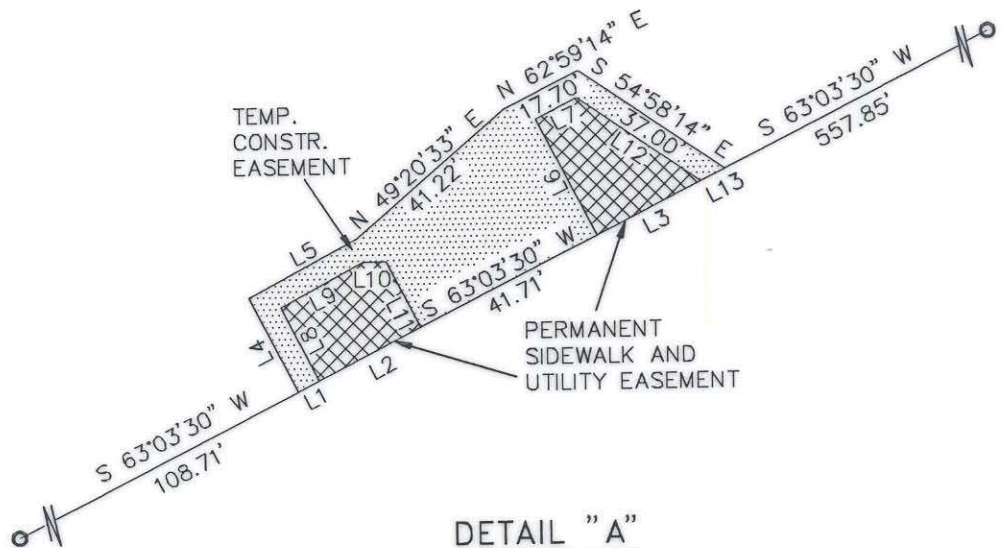 N 62°59'14" E
17.70'
S 54°58'14" E
37.00'
S 63°03'30" W
557.85'
TEMP.
CONSTR.
EASEMENT
N 49°20'33" E
41.22'
L7
L12
L6
L13
L3
L5
L9
L10
L8
L11
L4
S 63°03'30" W
41.71'
L2
L1
PERMANENT
SIDEWALK AND
UTILITY EASEMENT
S 63°03'30" W
108.71'
DETAIL "A"